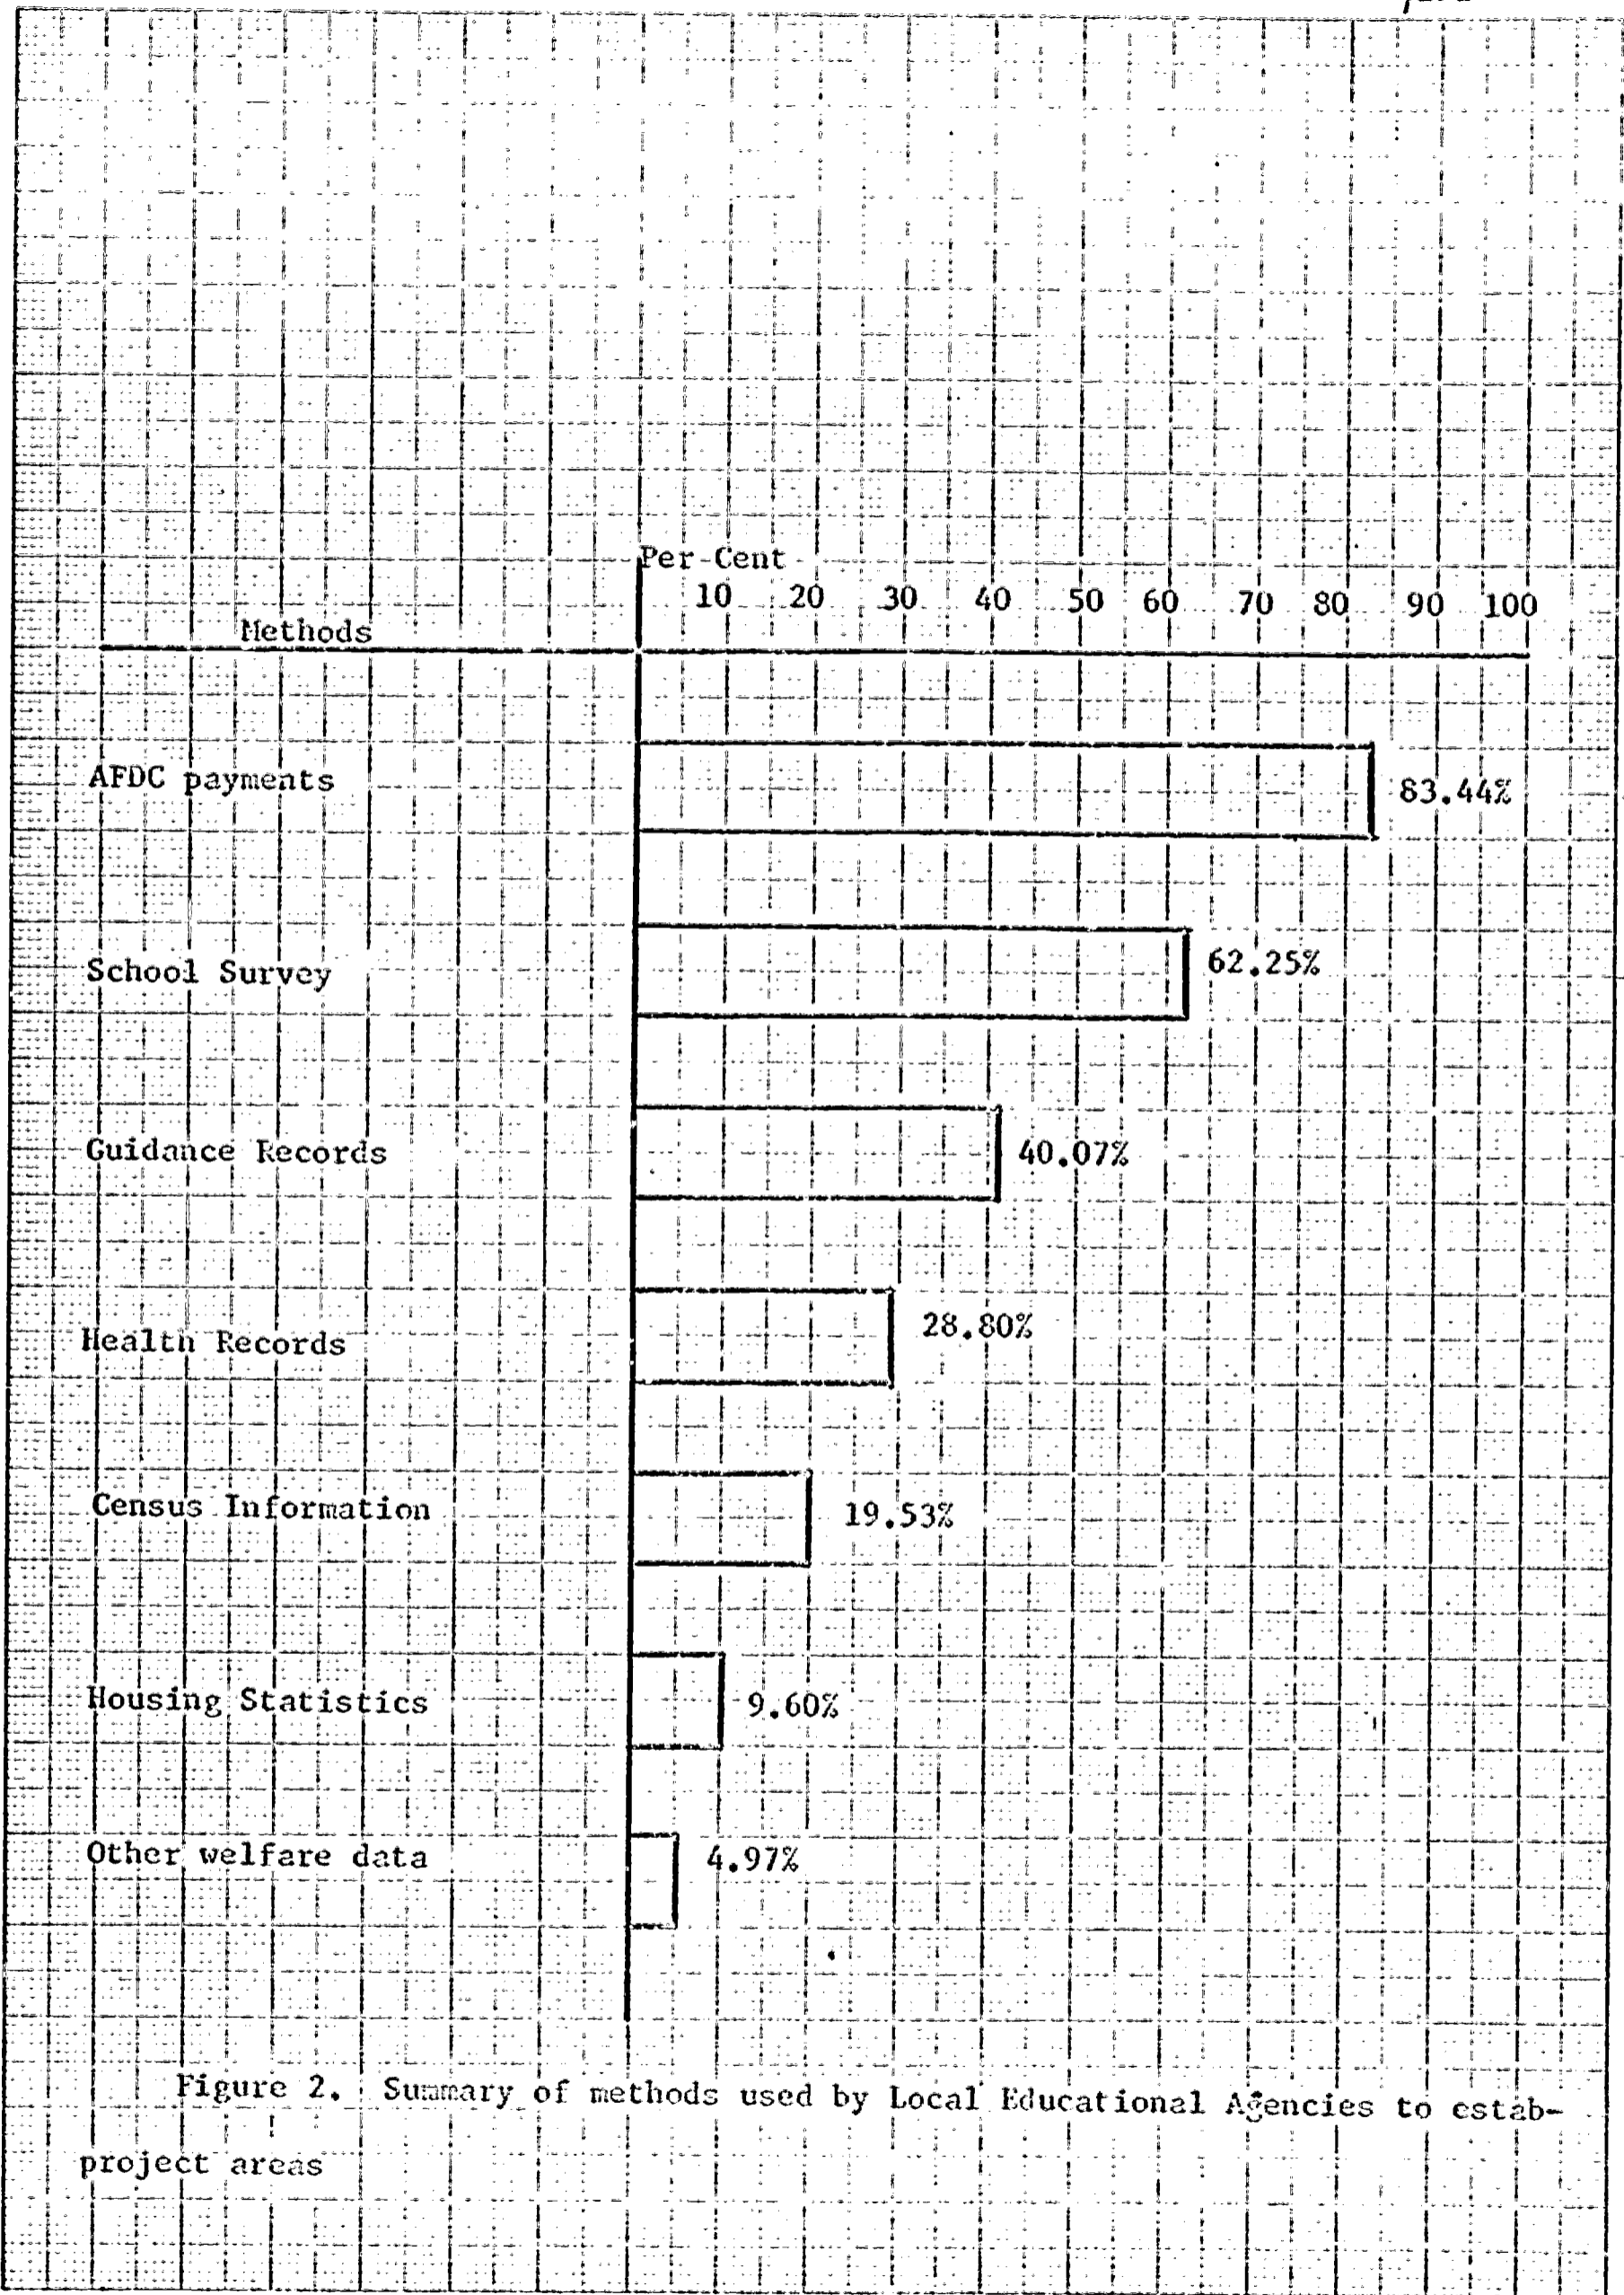 Per Cent
10 20 30 40 50 60 70 80 90 100
Methods
AFDC payments
83.44%
School Survey
62.25%
Guidance Records
40.07%
Health Records
28.80%
Census Information
19.53%
Housing Statistics
9.60%
Other welfare data
4.97%
Figure 2. Summary of methods used by Local Educational Agencies to estab-
project areas